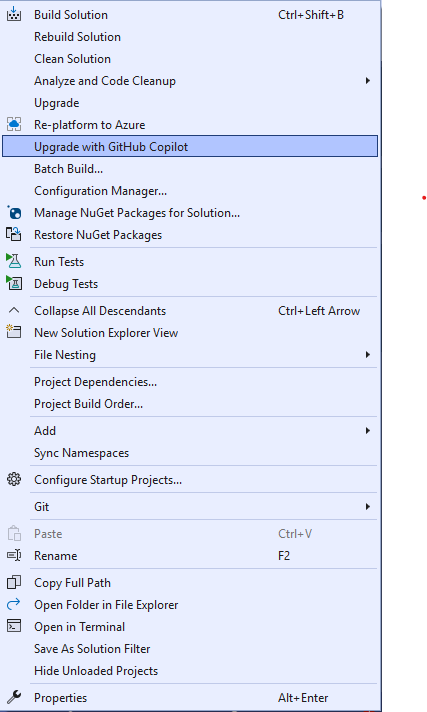 Build Solution Ctrl+Shift+B
Rebuild Solution
Clean Solution
Analyze and Code Cleanup
Upgrade
Re-platform to Azure
Upgrade with GitHub Copilot
Batch Build...
Configuration Manager...
Manage NuGet Packages for Solution...
Restore NuGet Packages
Run Tests
Debug Tests
Collapse All Descendants Ctrl+Left Arrow
New Solution Explorer View
File Nesting
Project Dependencies...
Project Build Order...
Add
Sync Namespaces
Configure Startup Projects...
Git
Paste Ctrl+V
Rename F2
Copy Full Path
Open Folder in File Explorer
Open in Terminal
Save As Solution Filter
Hide Unloaded Projects
Properties Alt+Enter